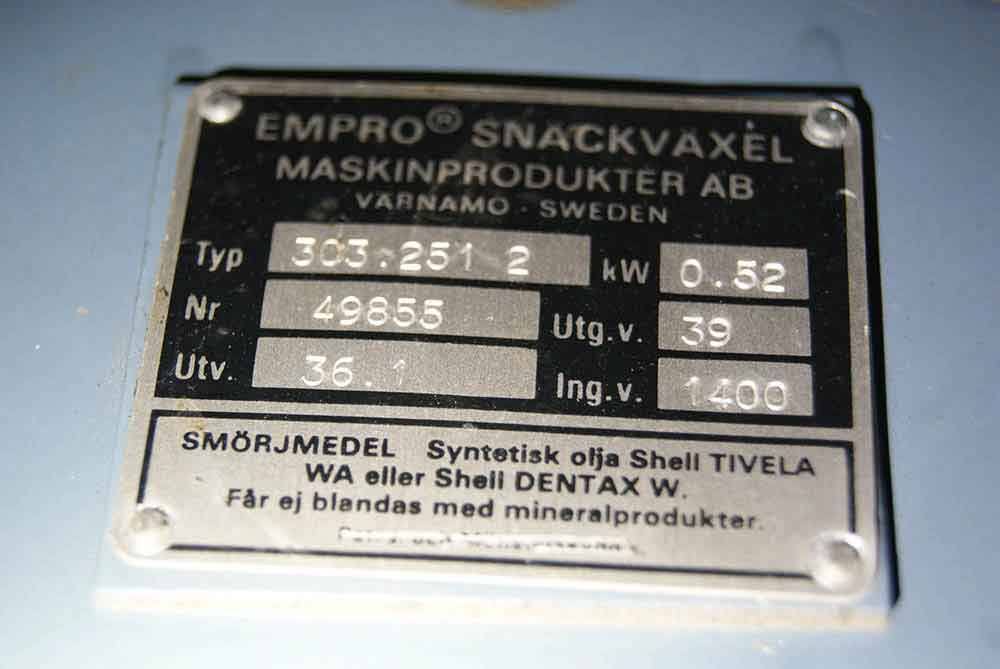 EMPRO® SNÄCKVÄXEL
MASKINPRODUKTER AB
VÄRNAMO · SWEDEN
Typ 303.251 2 kW 0.52
Nr 49855 Utg.v. 39
Utv. 36.1 Ing.v. 1400
SMÖRJMEDEL Syntetisk olja Shell TIVELA
WA eller Shell DENTAX W.
Får ej blandas med mineralprodukter.